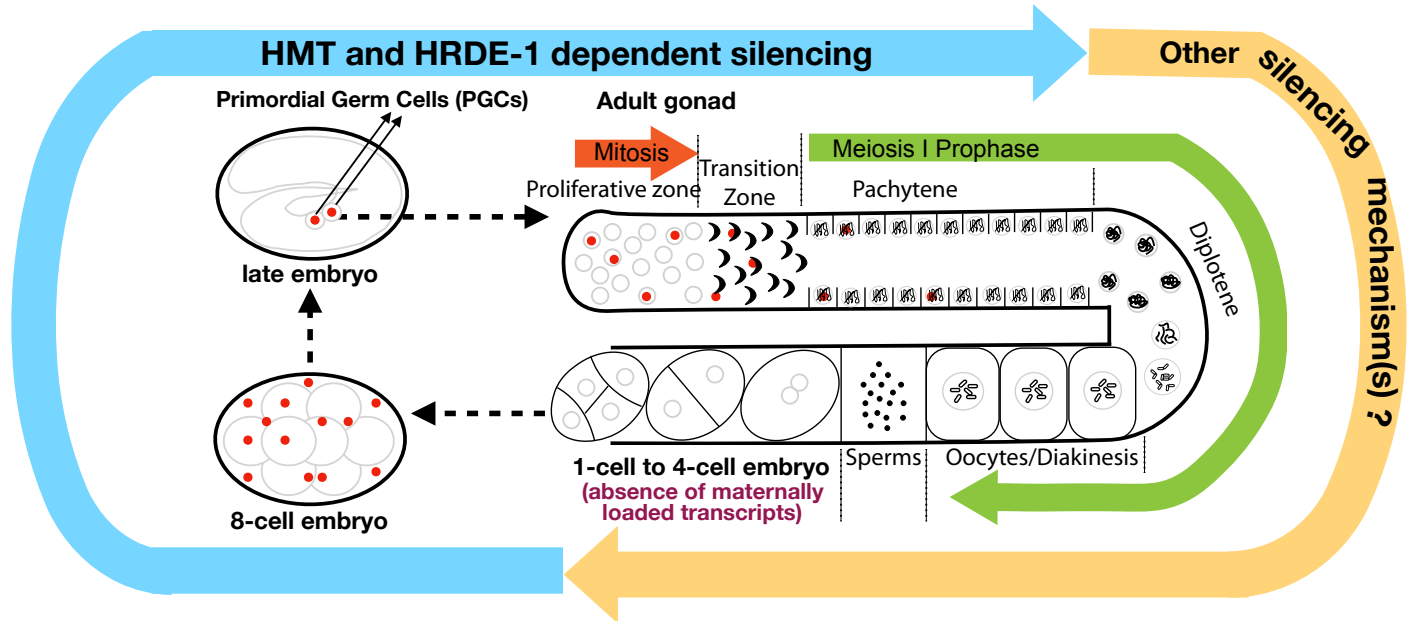 HMT and HRDE-1 dependent silencing
Other silencing mechanism(s) ?
Primordial Germ Cells (PGCs)
Adult gonad
Mitosis
Meiosis I Prophase
Transition
Zone
Proliferative zone
Pachytene
late embryo
Diplotene
1-cell to 4-cell embryo
(absence of maternally
loaded transcripts)
Sperms
Oocytes/Diakinesis
8-cell embryo